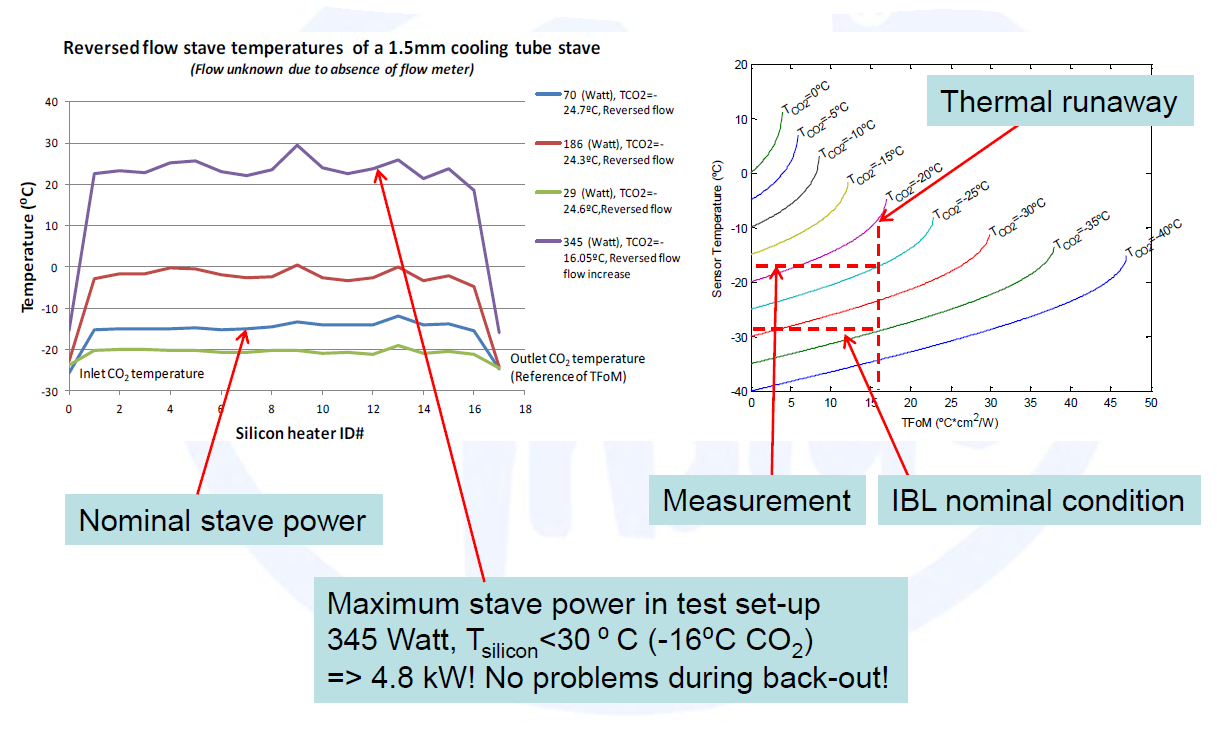 Reversed flow stave temperatures of a 1.5mm cooling tube stave
(Flow unknown due to absence of flow meter)
Temperature (ºC)
40
30
20
10
0
-10
-20
-30
0
2
4
6
8
10
12
14
16
18
Silicon heater ID#
Inlet CO2 temperature
Outlet CO2 temperature
(Reference of TFoM)
70 (Watt), TCO2=-
24.7ºC, Reversed flow
186 (Watt), TCO2=-
24.3ºC, Reversed
flow
29 (Watt), TCO2=-
24.6ºC,Reversed
flow
345 (Watt), TCO2=-
16.05ºC, Reversed
flow increase
Sensor Temperature (ºC)
20
10
0
-10
-20
-30
-40
0
5
10
15
20
25
30
35
40
45
50
TFoM (ºC*cm²/W)
TCO2=0ºC
TCO2=-5ºC
TCO2=-10ºC
TCO2=-15ºC
TCO2=-20ºC
TCO2=-25ºC
TCO2=-30ºC
TCO2=-35ºC
TCO2=-40ºC
Thermal runaway
Measurement
IBL nominal condition
Nominal stave power
Maximum stave power in test set-up
345 Watt, Tsilicon<30 º C (-16ºC CO2)
=> 4.8 kW! No problems during back-out!